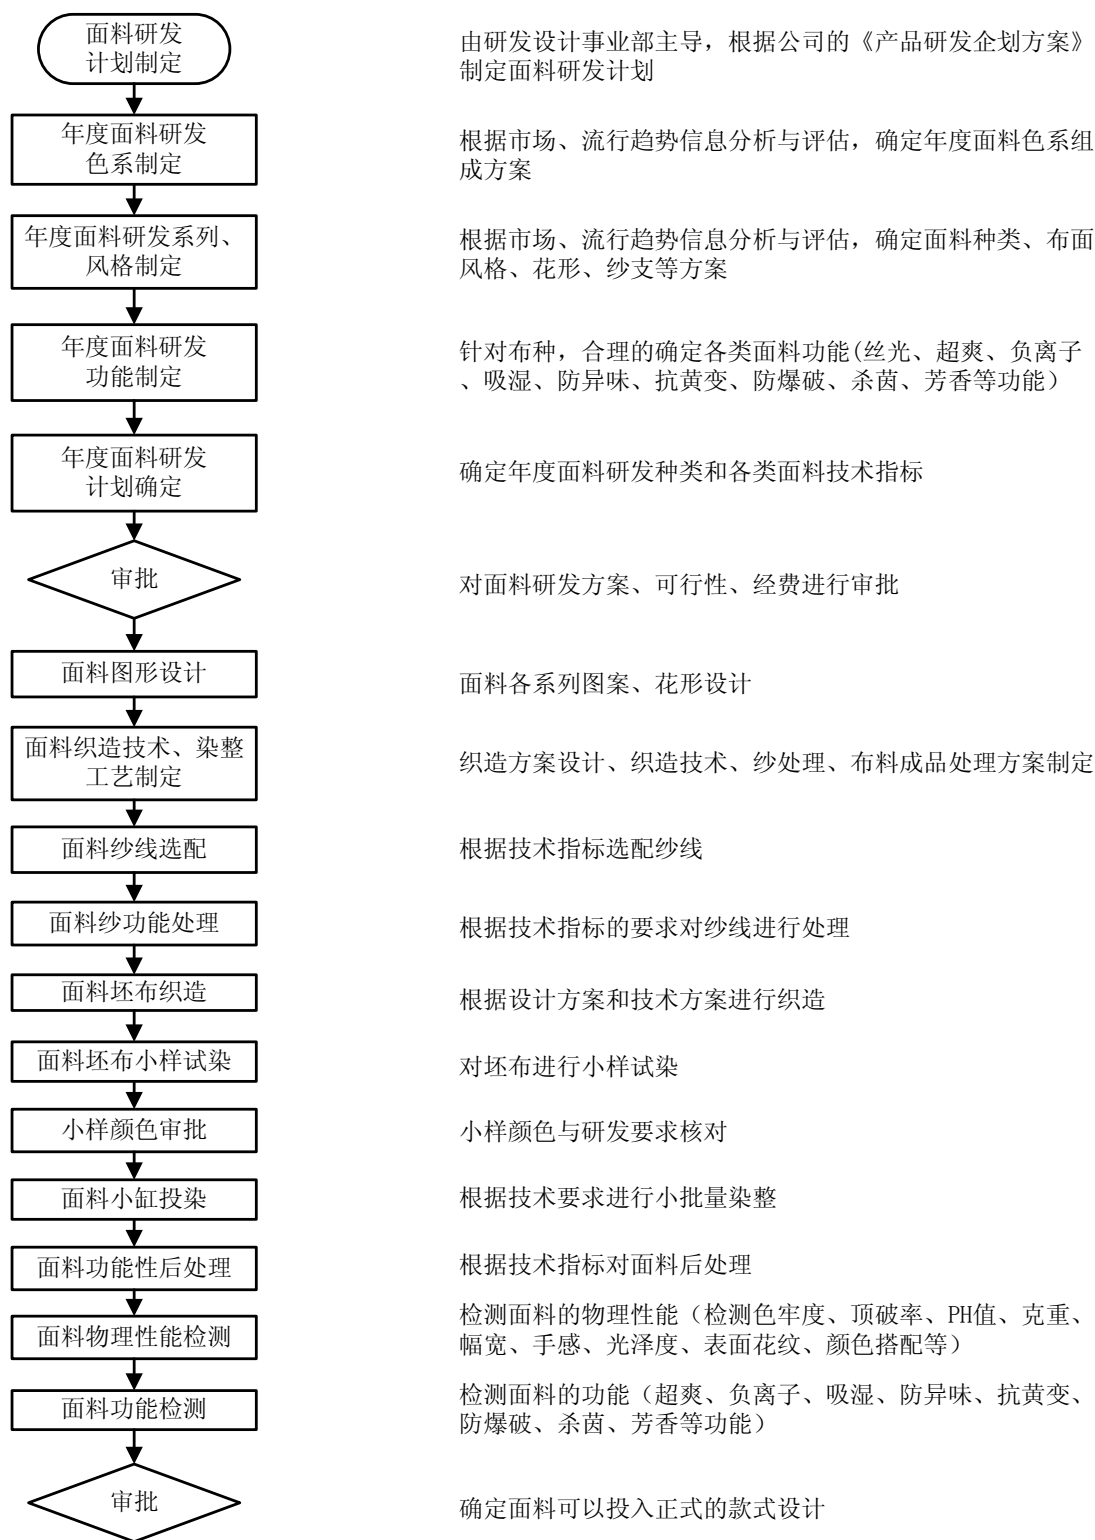 面料研发
计划制定
由研发设计事业部主导，根据公司的《产品研发企划方案》
制定面料研发计划
年度面料研发
色系制定
根据市场、流行趋势信息分析与评估，确定年度面料色系组
成方案
年度面料研发系列、
风格制定
根据市场、流行趋势信息分析与评估，确定面料种类、布面
风格、花形、纱支等方案
年度面料研发
功能制定
针对布种，合理的确定各类面料功能(丝光、超爽、负离子
、吸湿、防异味、抗黄变、防爆破、杀茵、芳香等功能）
年度面料研发
计划确定
确定年度面料研发种类和各类面料技术指标
审批
对面料研发方案、可行性、经费进行审批
面料图形设计
面料各系列图案、花形设计
面料织造技术、染整
工艺制定
织造方案设计、织造技术、纱处理、布料成品处理方案制定
面料纱线选配
根据技术指标选配纱线
面料纱功能处理
根据技术指标的要求对纱线进行处理
面料坯布织造
根据设计方案和技术方案进行织造
面料坯布小样试染
对坯布进行小样试染
小样颜色审批
小样颜色与研发要求核对
面料小缸投染
根据技术要求进行小批量染整
面料功能性后处理
根据技术指标对面料后处理
面料物理性能检测
检测面料的物理性能（检测色牢度、顶破率、PH值、克重、
幅宽、手感、光泽度、表面花纹、颜色搭配等）
面料功能检测
检测面料的功能（超爽、负离子、吸湿、防异味、抗黄变、
防爆破、杀茵、芳香等功能）
审批
确定面料可以投入正式的款式设计